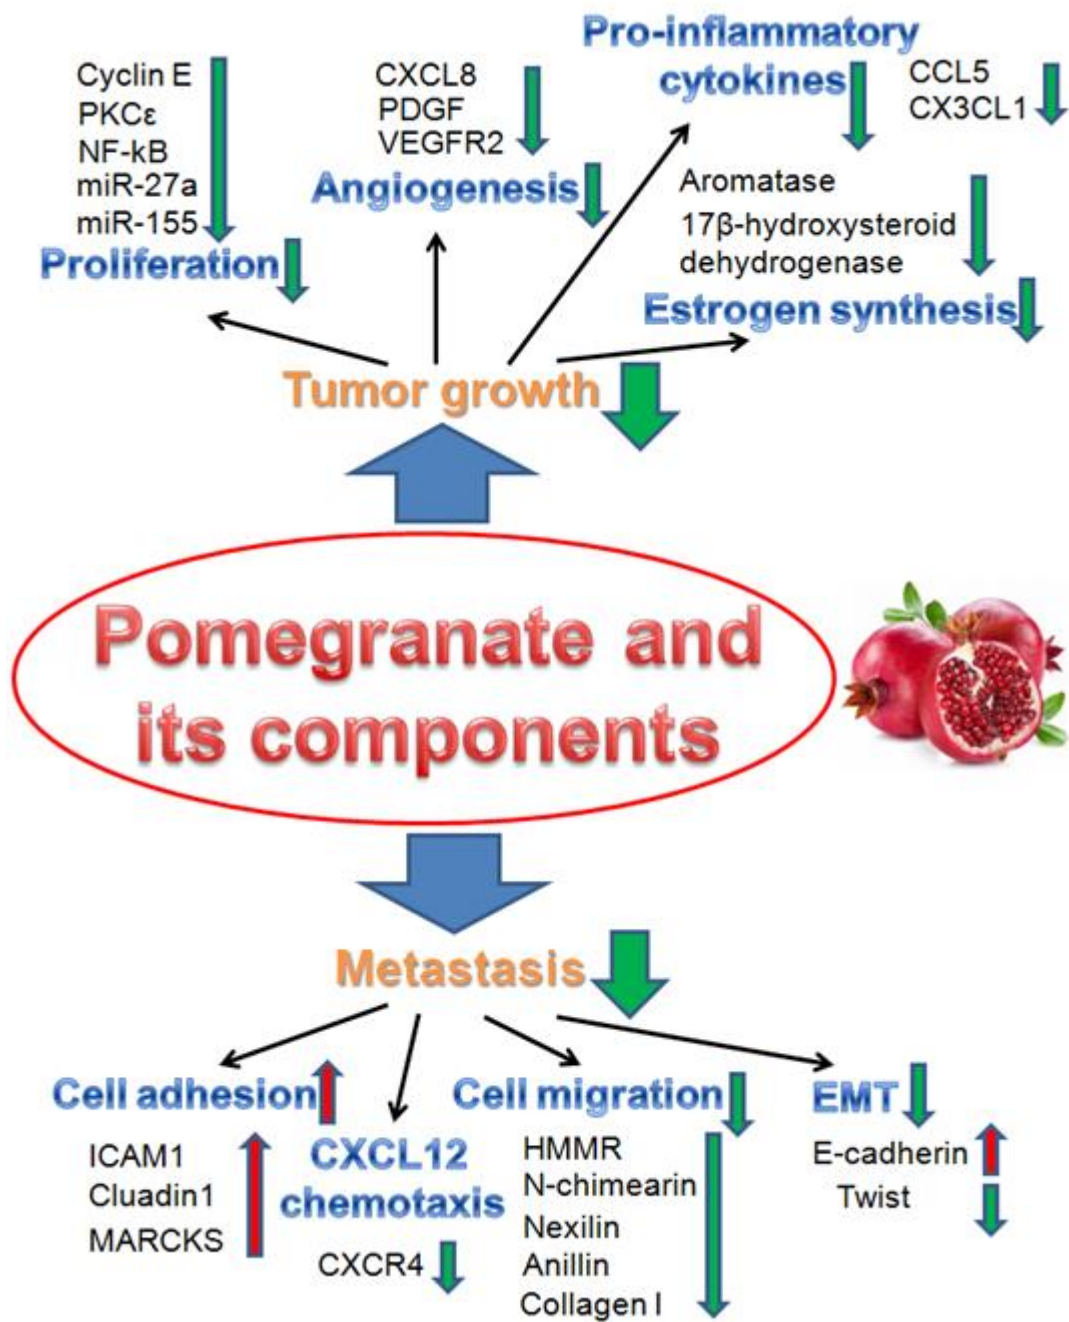 Pro-inflammatory
cytokines
CCL5
CX3CL1
Cyclin E
PKCε
NF-kB
miR-27a
miR-155
Proliferation
CXCL8
PDGF
VEGFR2
Angiogenesis
Aromatase
17β-hydroxysteroid
dehydrogenase
Estrogen synthesis
Tumor growth
Pomegranate and
its components
Metastasis
Cell adhesion
ICAM1
Cluadin1
MARCKS
CXCL12
chemotaxis
CXCR4
Cell migration
HMMR
N-chimearin
Nexilin
Anillin
Collagen I
EMT
E-cadherin
Twist